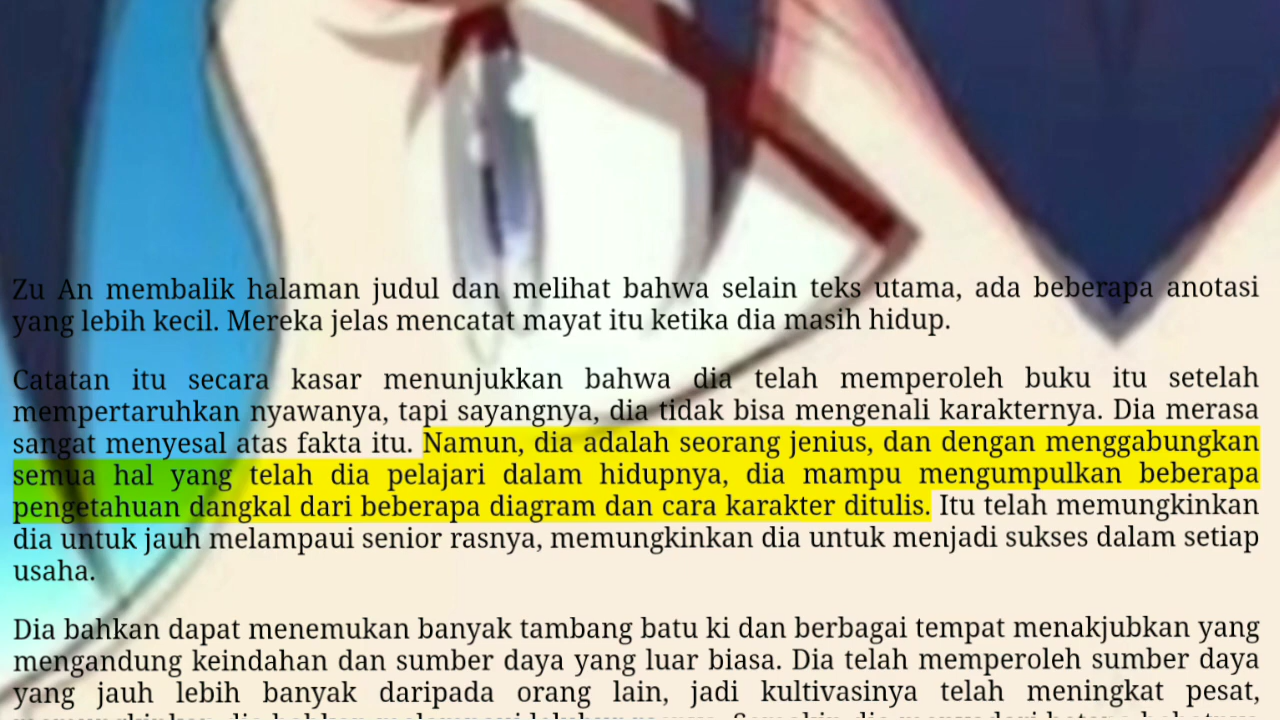 Zu An membalik halaman judul dan melihat bahwa selain teks utama, ada beberapa anotasi
yang lebih kecil. Mereka jelas mencatat mayat itu ketika dia masih hidup.
Catatan itu secara kasar menunjukkan bahwa dia telah memperoleh buku itu setelah
mempertaruhkan nyawanya, tapi sayangnya, dia tidak bisa mengenali karakternya. Dia merasa
sangat menyesal atas fakta itu. Namun, dia adalah seorang jenius, dan dengan menggabungkan
semua hal yang telah dia pelajari dalam hidupnya, dia mampu mengumpulkan beberapa
pengetahuan dangkal dari beberapa diagram dan cara karakter ditulis. Itu telah memungkinkan
dia untuk jauh melampaui senior rasnya, memungkinkan dia untuk menjadi sukses dalam setiap
usaha.
Dia bahkan dapat menemukan banyak tambang batu ki dan berbagai tempat menakjubkan yang
mengandung keindahan dan sumber daya yang luar biasa. Dia telah memperoleh sumber daya
yang jauh lebih banyak daripada orang lain, jadi kultivasinya telah meningkat pesat,